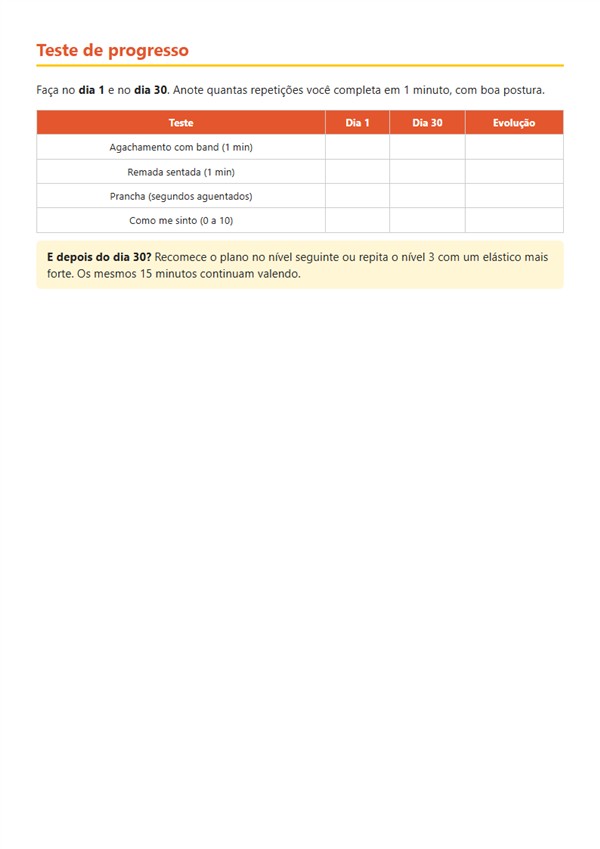 Teste de progresso
Faça no dia 1 e no dia 30. Anote quantas repetições você completa em 1 minuto, com boa postura.
Teste Dia 1 Dia 30 Evolução
Agachamento com band (1 min)
Remada sentada (1 min)
Prancha (segundos aguentados)
Como me sinto (0 a 10)
E depois do dia 30? Recomece o plano no nível seguinte ou repita o nível 3 com um elástico mais
forte. Os mesmos 15 minutos continuam valendo.